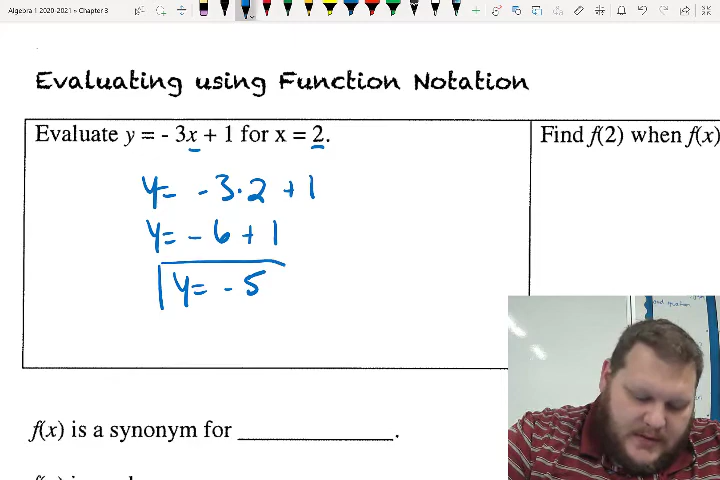 Algebra 1 2020-2021 » Chapter 3
Evaluating using Function Notation
Evaluate y = - 3x + 1 for x = 2.
y = -3·2 + 1
y = -6 + 1
y = -5
Find f(2) when f(x)
f(x) is a synonym for ______________.